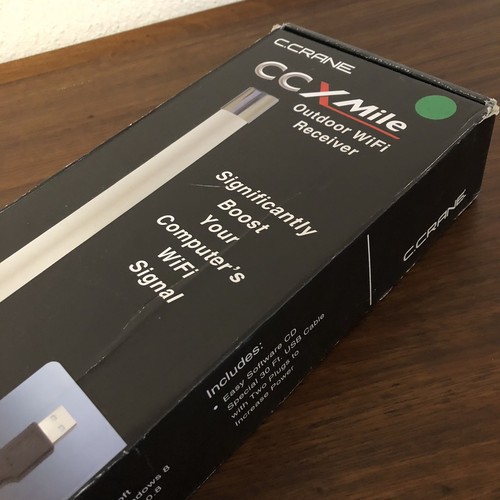 C.CRANE
CCXMile
Outdoor WiFi
Receiver
Significantly
Boost
Your
Computer's
WiFi
Signal
C.CRANE
Includes:
• Easy Software CD
Special 30 Ft. USB Cable
with Two Plugs to
Increase Power